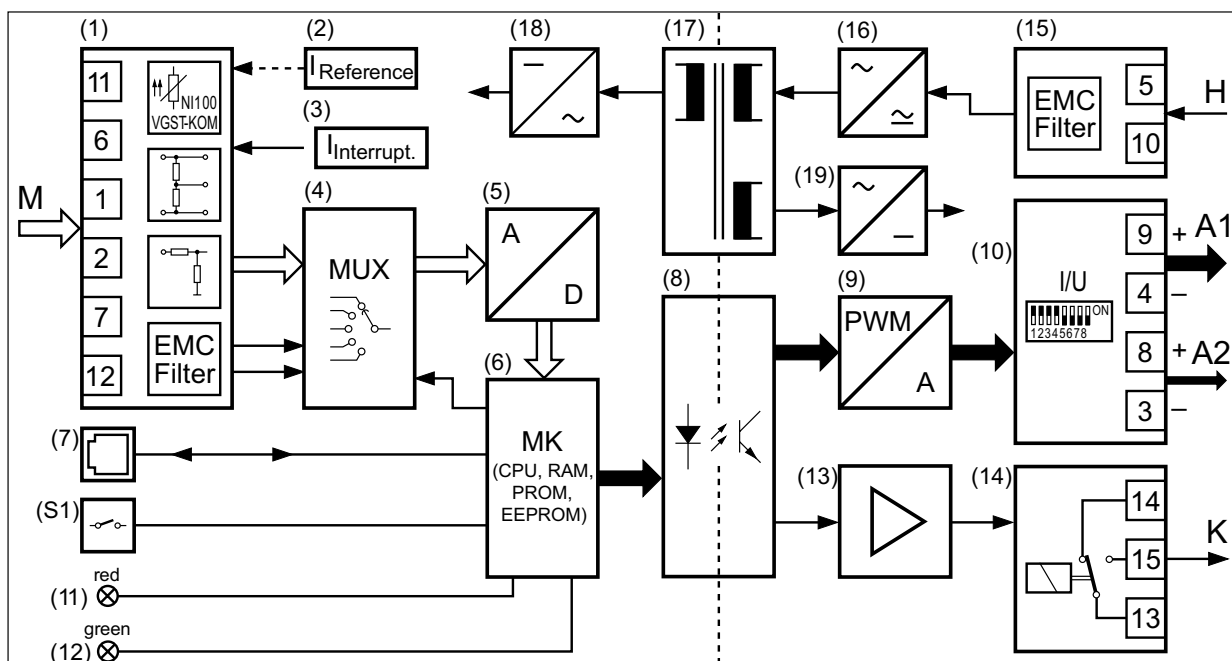 (1)
(2)
(18)
(17)
(16)
(15)
11
NI100
VGST-KOM
I Reference
−
~
~
≃
EMC
Filter
5
10
H
(3)
I Interrupt.
6
M
1
2
7
12
EMC
Filter
(4)
MUX
(5)
A
D
(19)
~
−
(10)
I/U
ON
12345678
9
+
A1
4
−
8
+
A2
3
−
(8)
(9)
PWM
A
(6)
MK
(CPU, RAM,
PROM,
EEPROM)
(7)
(S1)
(13)
(14)
14
15
13
K
red
(11)
green
(12)